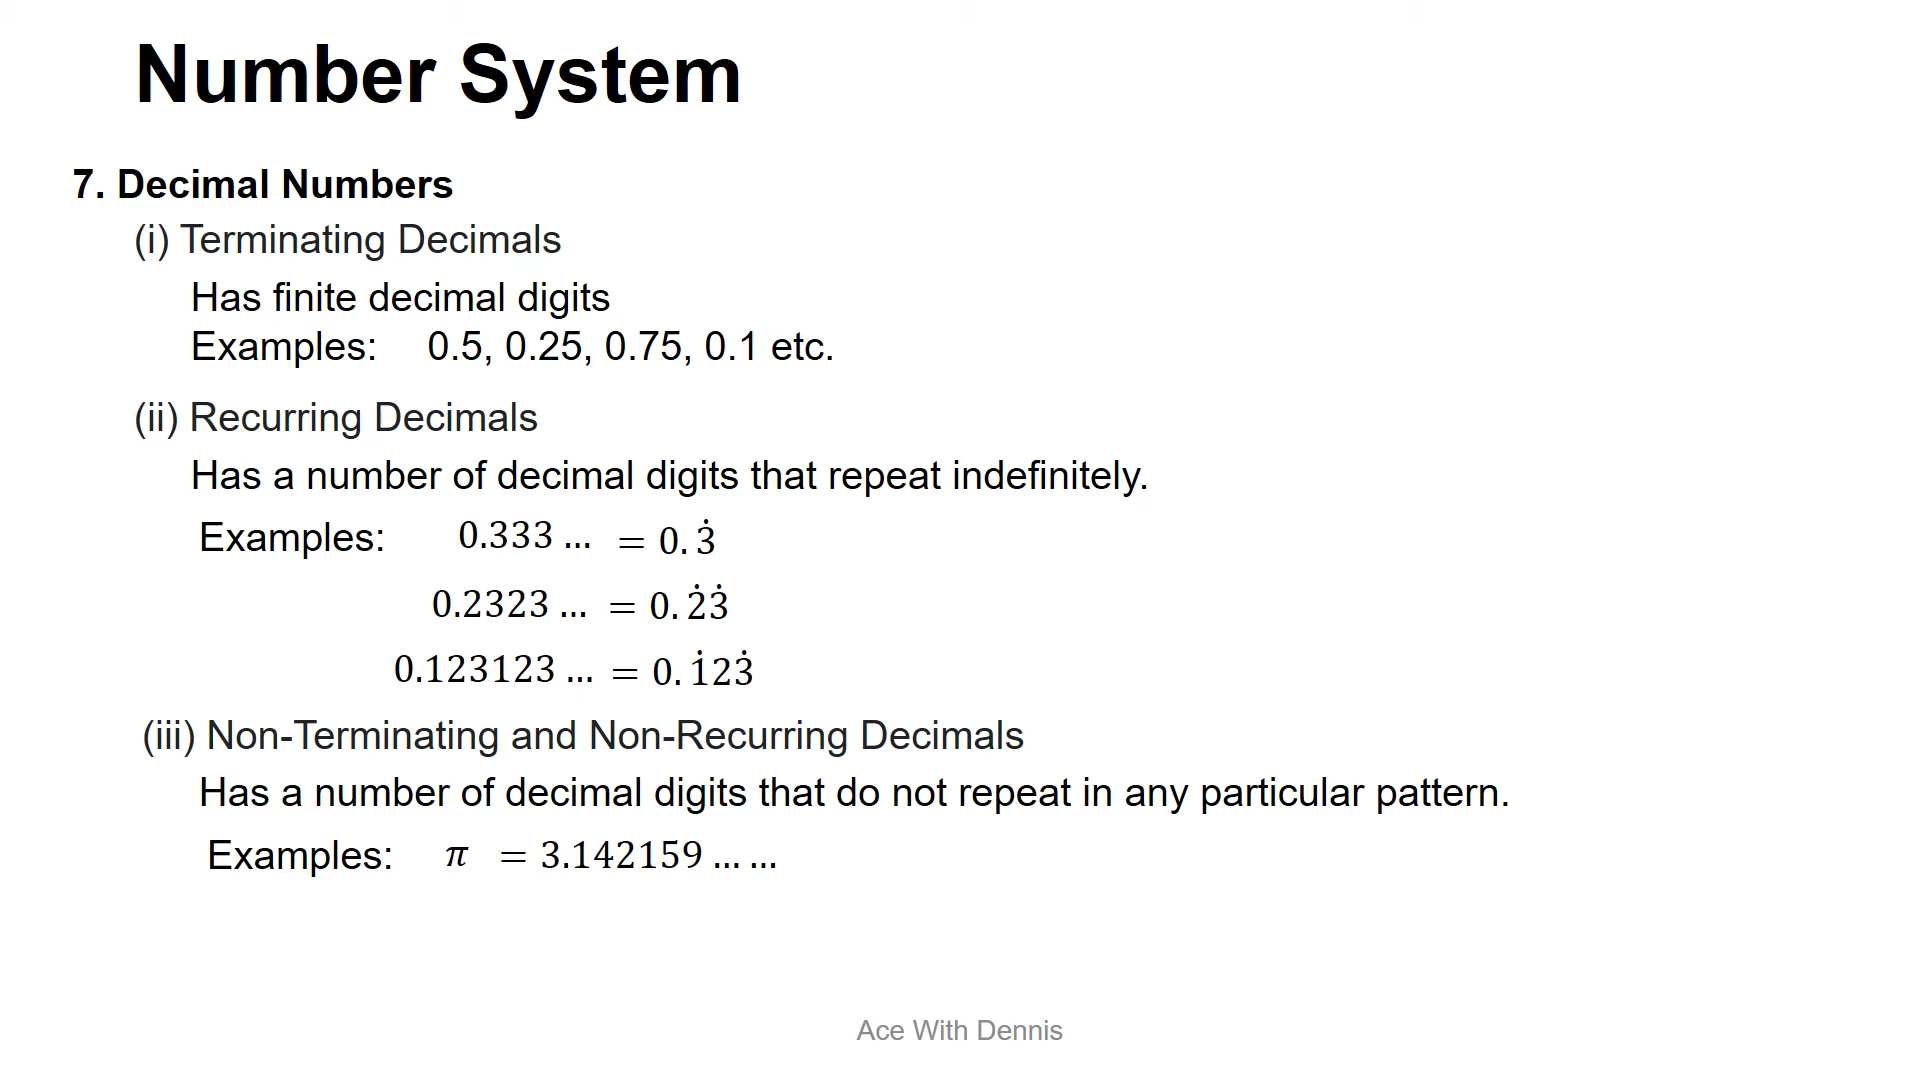 Number System
7. Decimal Numbers
(i) Terminating Decimals
Has finite decimal digits
Examples: 0.5, 0.25, 0.75, 0.1 etc.
(ii) Recurring Decimals
Has a number of decimal digits that repeat indefinitely.
Examples: 0.333 … = 0. 3̇
0.2323 … = 0. 2̇3̇
0.123123 … = 0. 1̇23̇
(iii) Non-Terminating and Non-Recurring Decimals
Has a number of decimal digits that do not repeat in any particular pattern.
Examples: π = 3.142159 … …
Ace With Dennis